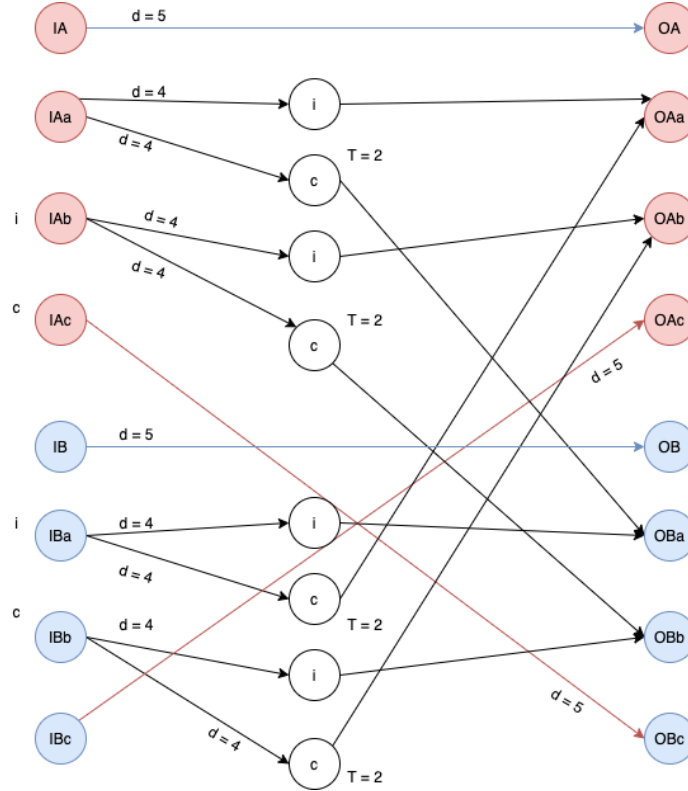 IA
d = 5
OA
IAa
d = 4
i
OAa
d = 4
c
T = 2
i
IAb
d = 4
i
OAb
d = 4
c
T = 2
c
IAc
OAc
d = 5
IB
d = 5
OB
i
IBa
d = 4
i
OBa
d = 4
c
T = 2
c
IBb
d = 4
i
OBb
d = 4
c
T = 2
IBc
d = 5
OBc